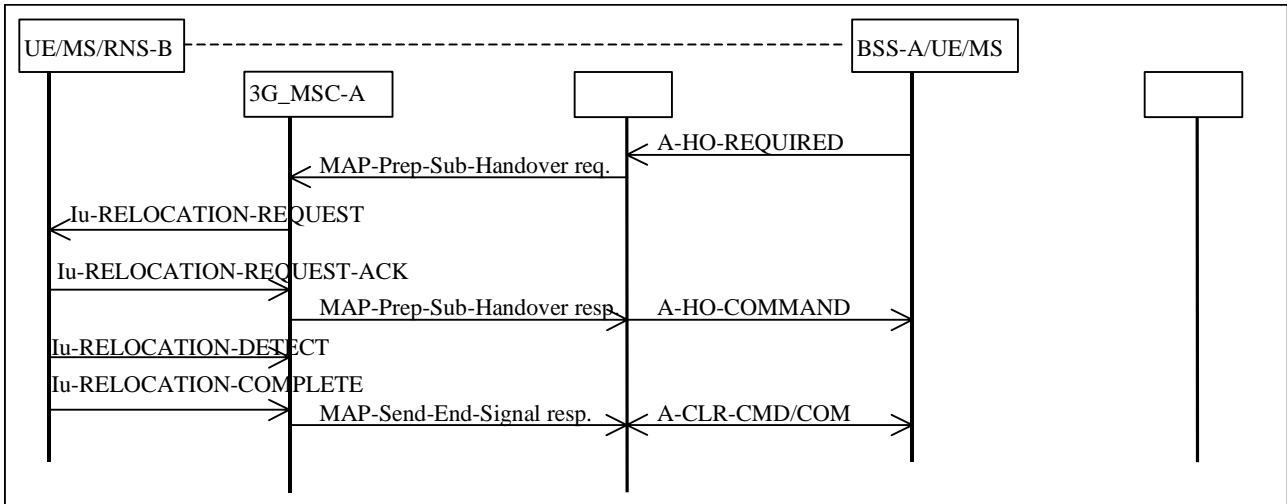 UE/MS/RNS-B
BSS-A/UE/MS
3G_MSC-A
A-HO-REQUIRED
MAP-Prep-Sub-Handover req.
Iu-RELOCATION-REQUEST
Iu-RELOCATION-REQUEST-ACK
MAP-Prep-Sub-Handover resp.
A-HO-COMMAND
Iu-RELOCATION-DETECT
Iu-RELOCATION-COMPLETE
MAP-Send-End-Signal resp.
A-CLR-CMD/COM